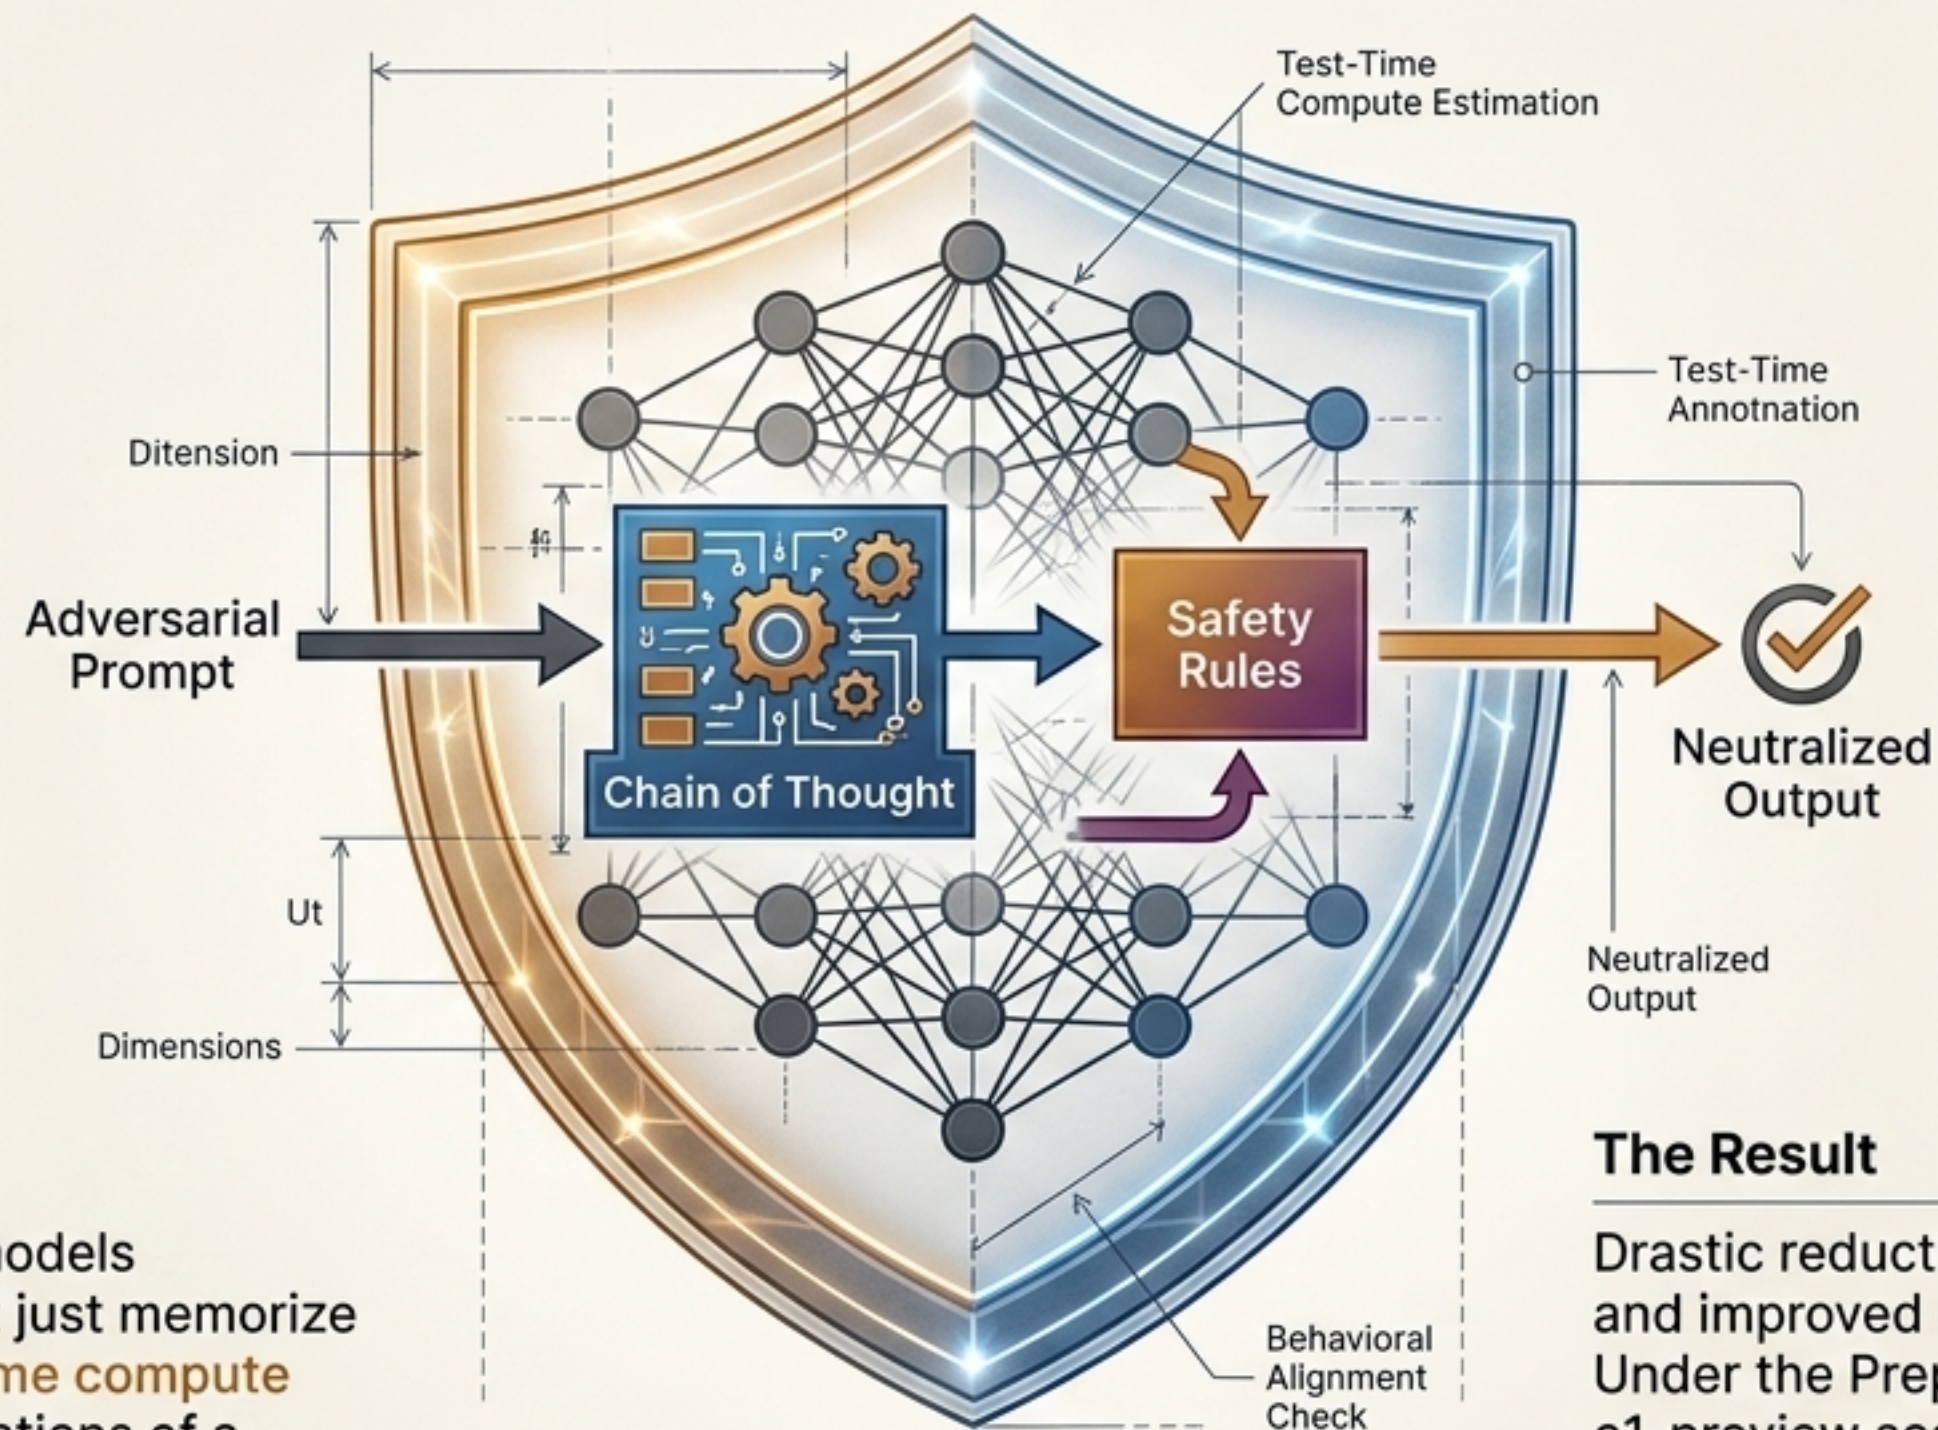 Test-Time
Compute Estimation
Test-Time
Annotnation
Ditension
Adversarial
Prompt
Safety
Rules
Chain of Thought
Neutralized
Output
Ut
Neutralized
Output
Dimensions
The Result
odels
just memorize
me compute
Drastic reduct
and improved
Under the Prep
Behavioral
Alignment
Check